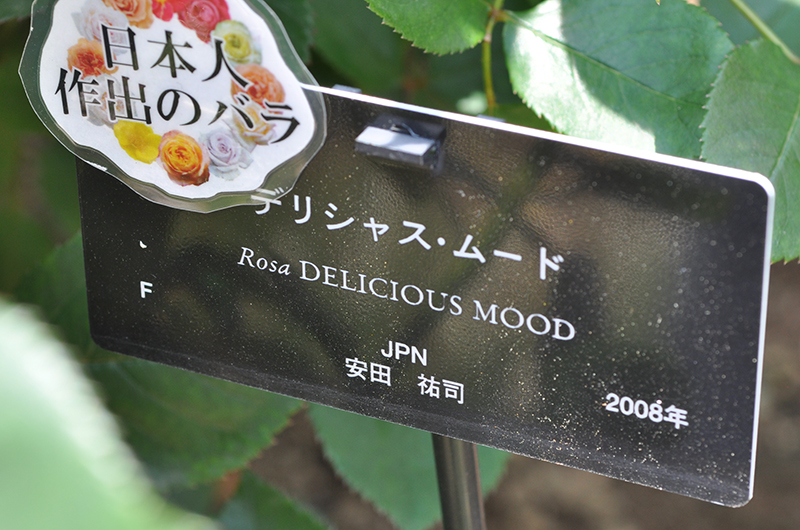 日本人
作出のバラ
デリシャス・ムード
Rosa DELICIOUS MOOD
F
JPN
安田 祐司
2008年